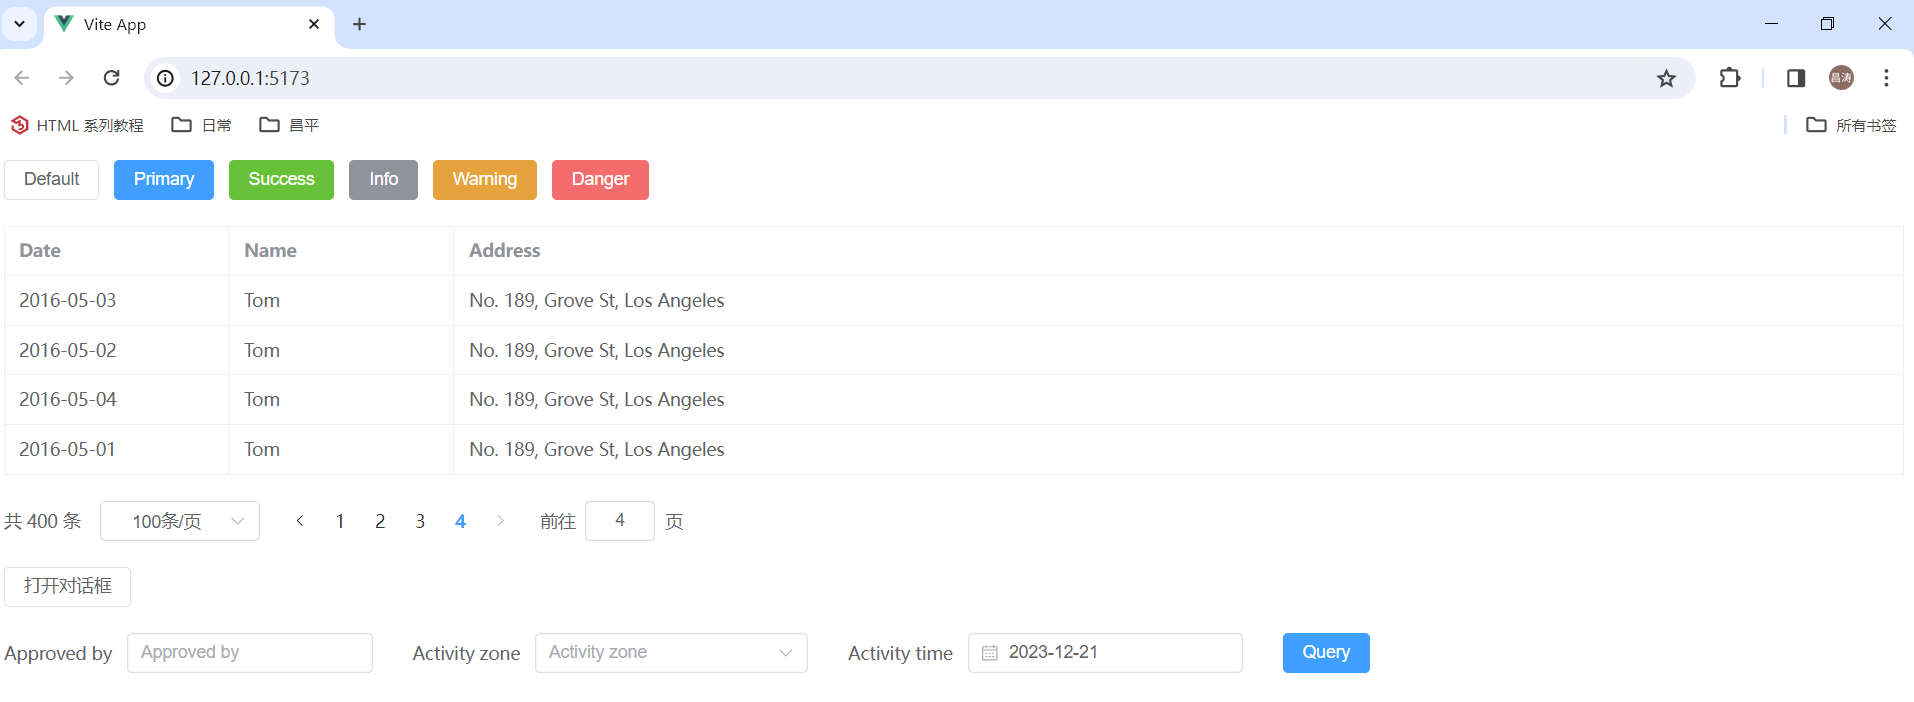 Vite App
127.0.0.1:5173
昌涛
HTML 系列教程 日常 昌平 所有书签
Default Primary Success Info Warning Danger
Date Name Address
2016-05-03 Tom No. 189, Grove St, Los Angeles
2016-05-02 Tom No. 189, Grove St, Los Angeles
2016-05-04 Tom No. 189, Grove St, Los Angeles
2016-05-01 Tom No. 189, Grove St, Los Angeles
共 400 条 100条/页 1 2 3 4 前往 4 页
打开对话框
Approved by Approved by Activity zone Activity zone Activity time 2023-12-21 Query